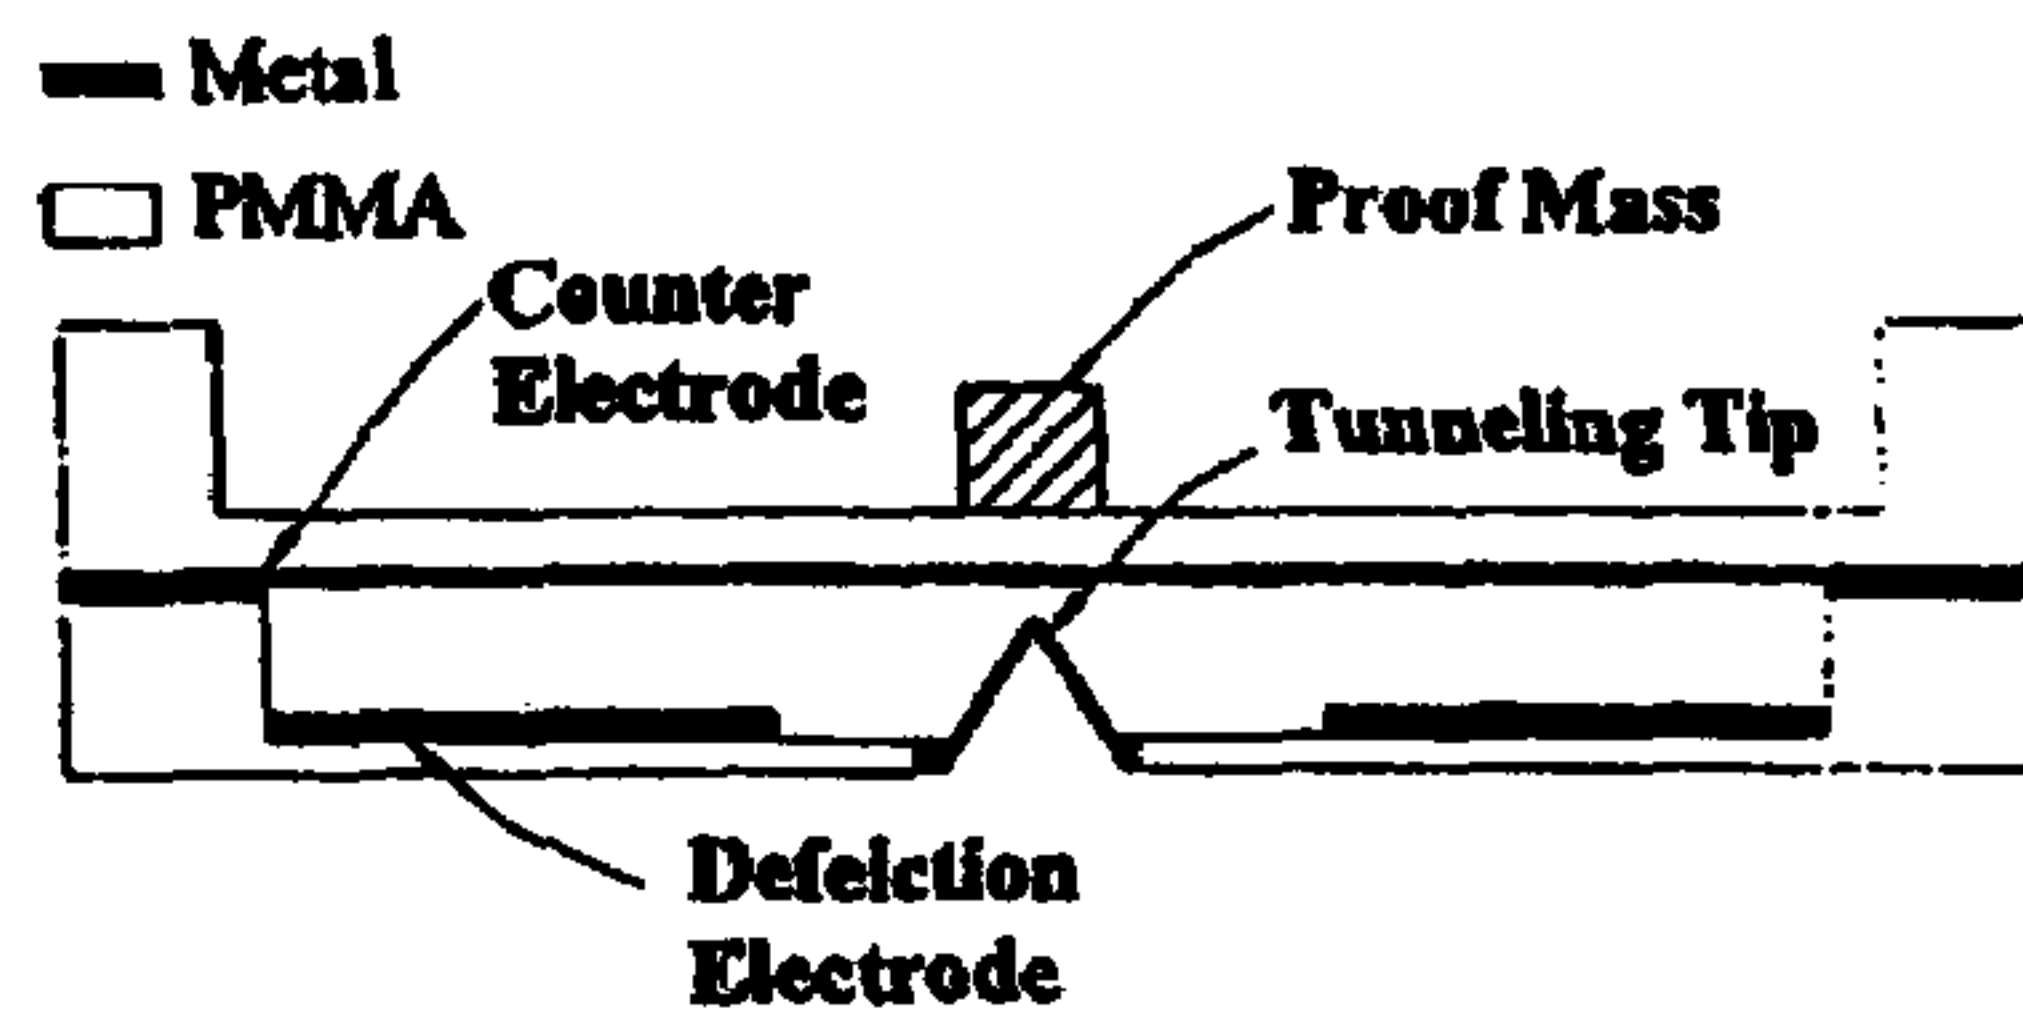 Metal
PMMA
Proof Mass
Counter
Electrode
Tunneling Tip
Defelction
Electrode